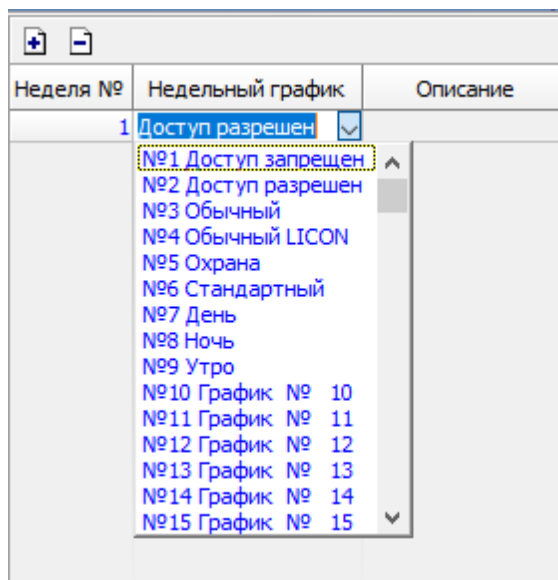 Неделя № Недельный график Описание
1 Доступ разрешен
№1 Доступ запрещен
№2 Доступ разрешен
№3 Обычный
№4 Обычный LICON
№5 Охрана
№6 Стандартный
№7 День
№8 Ночь
№9 Утро
№10 График № 10
№11 График № 11
№12 График № 12
№13 График № 13
№14 График № 14
№15 График № 15